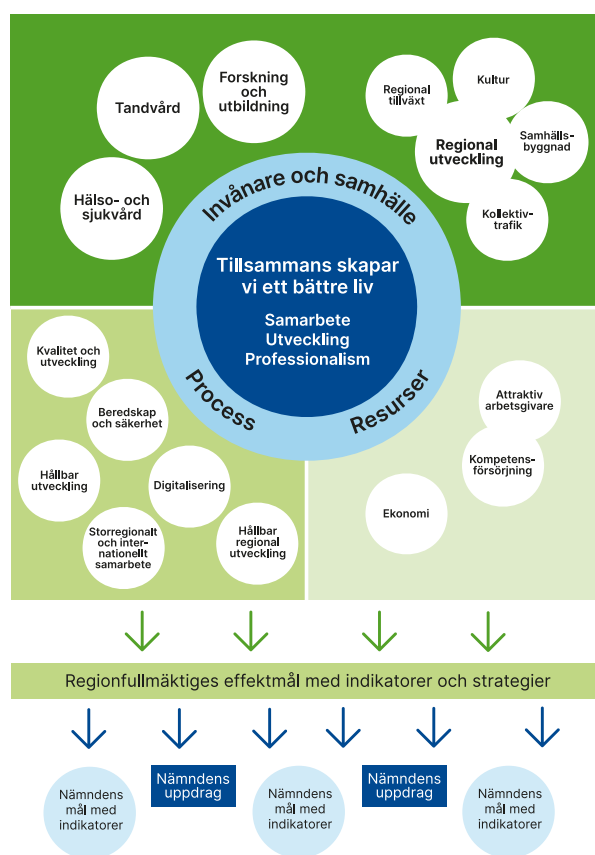 Forskning
och
utbildning
Tandvård
Hälso- och
sjukvård
Kultur
Regional
tillväxt
Regional
utveckling
Samhälls-
byggnad
Kollektiv-
trafik
Invånare och samhälle
Tillsammans skapar
vi ett bättre liv
Samarbete
Utveckling
Professionalism
Process
Resurser
Kvalitet och
utveckling
Beredskap
och säkerhet
Hållbar
utveckling
Digitalisering
Storregionalt
och inter-
nationellt
samarbete
Hållbar
regional
utveckling
Attraktiv
arbetsgivare
Kompetens-
försörjning
Ekonomi
Regionfullmäktiges effektmål med indikatorer och strategier
Nämndens
mål med
indikatorer
Nämndens
uppdrag
Nämndens
mål med
indikatorer
Nämndens
uppdrag
Nämndens
mål med
indikatorer